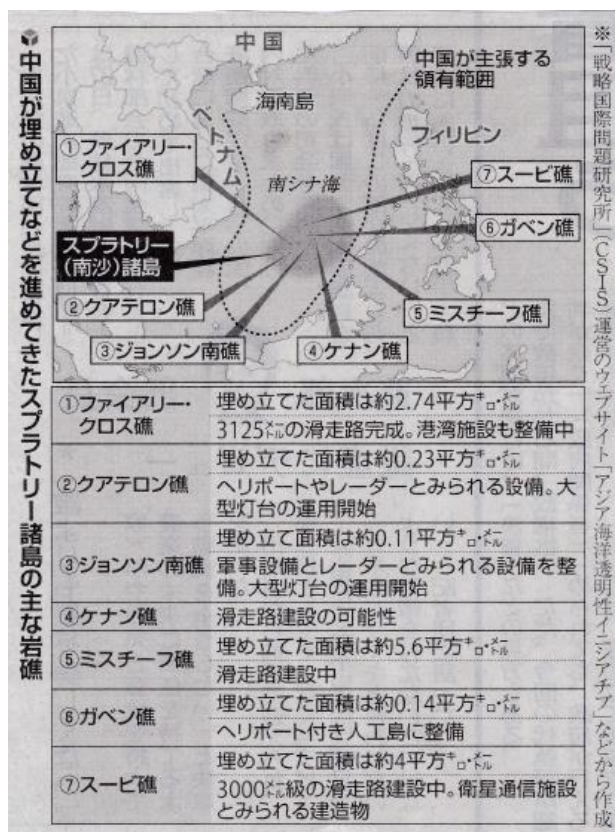 中国が埋め立てなどを進めてきたスプラトリー諸島の主な岩礁
中国
中国が主張する
領有範囲
海南島
ベトナム
フィリピン
①ファイアリー・
クロス礁
南シナ海
⑦スービ礁
⑥ガベン礁
スプラトリー
(南沙)諸島
②クアテロン礁
⑤ミスチーフ礁
③ジョンソン南礁
④ケナン礁
①ファイアリー・
クロス礁
埋め立てた面積は約2.74平方キロ・メートル
3125メートルの滑走路完成。港湾施設も整備中
②クアテロン礁
埋め立てた面積は約0.23平方キロ・メートル
ヘリポートやレーダーとみられる設備。大
型灯台の運用開始
③ジョンソン南礁
埋め立て面積は約0.11平方キロ・メートル
軍事設備とレーダーとみられる設備を整
備。大型灯台の運用開始
④ケナン礁
滑走路建設の可能性
⑤ミスチーフ礁
埋め立てた面積は約5.6平方キロ・メートル
滑走路建設中
⑥ガベン礁
埋め立てた面積は約0.14平方キロ・メートル
ヘリポート付き人工島に整備
⑦スービ礁
埋め立てた面積は約4平方キロ・メートル
3000メートル級の滑走路建設中。衛星通信施設
とみられる建造物
※「戦略国際問題研究所」(CSIS)運営のウェブサイト「アジア海洋透明性イニシアチブ」などから作成